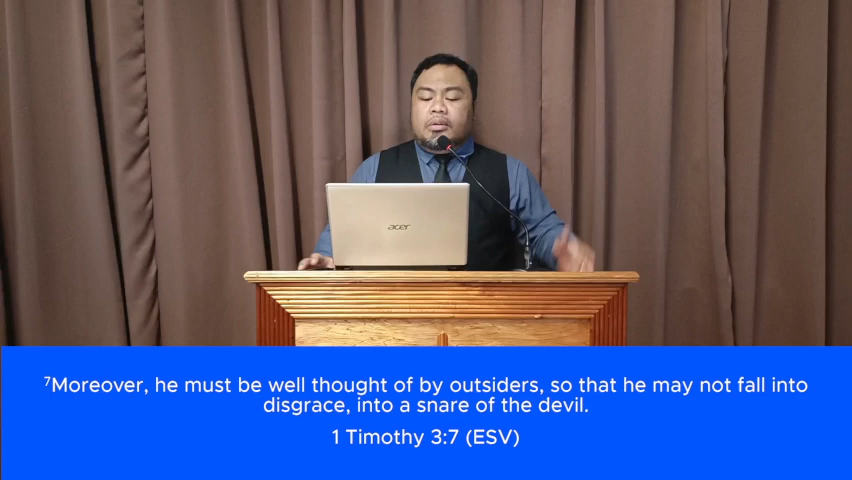 acer
⁷Moreover, he must be well thought of by outsiders, so that he may not fall into
disgrace, into a snare of the devil.
1 Timothy 3:7 (ESV)